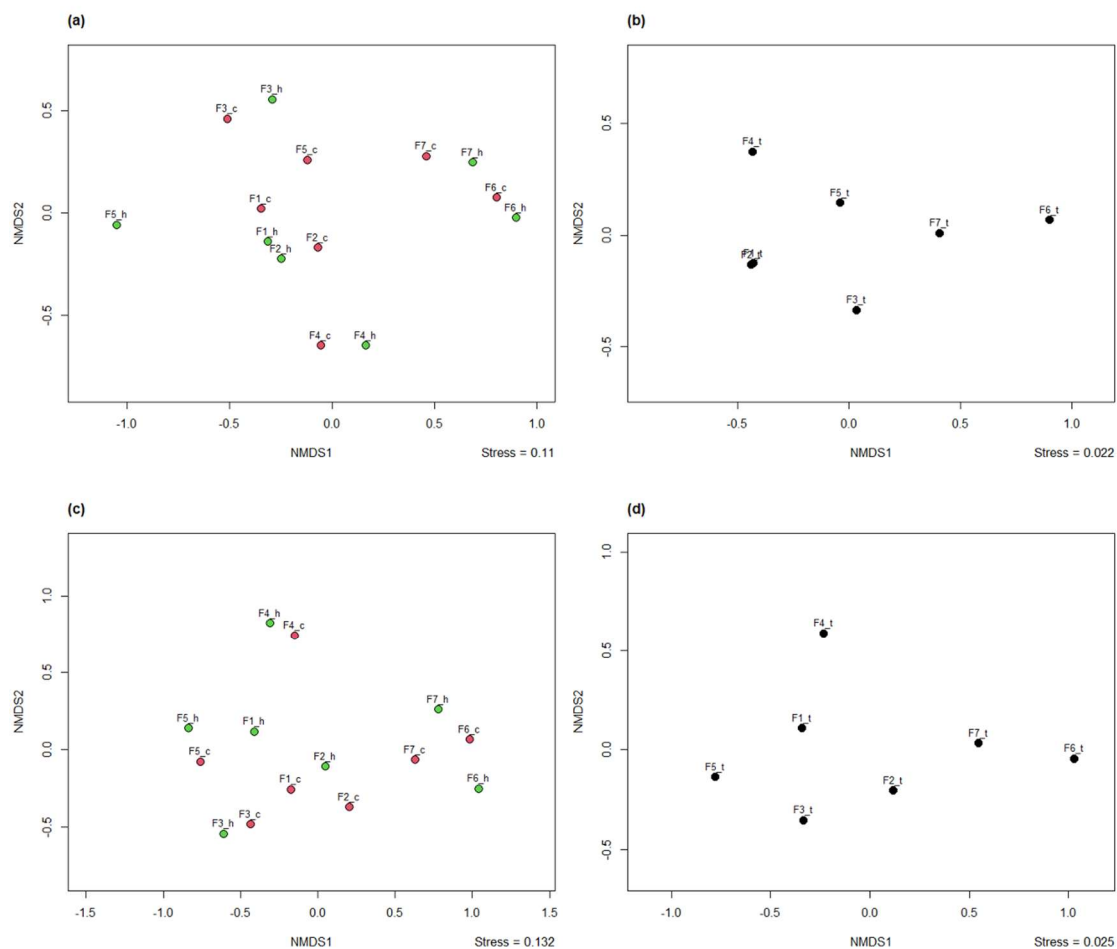 (a)
NMDS2
0.5
0.0
-0.5
F3_h
F3_c
F5_c
F7_c
F7_h
F6_c
F6_h
F1_c
F5_h
F1_h
F2_c
F2_h
F4_c
F4_h
-1.0 -0.5 0.0 0.5 1.0
NMDS1 Stress = 0.11
(b)
NMDS2
0.5
0.0
-0.5
F4_t
F5_t
F6_t
F7_t
F3_t
-0.5 0.0 0.5 1.0
NMDS1 Stress = 0.022
(c)
NMDS2
1.0
0.5
0.0
-0.5
F4_h
F4_c
F7_h
F5_h
F1_h
F6_c
F5_c
F2_h
F7_c
F1_c
F6_h
F2_c
F3_c
F3_h
-1.5 -1.0 -0.5 0.0 0.5 1.0 1.5
NMDS1 Stress = 0.132
(d)
NMDS2
1.0
0.5
0.0
-0.5
F4_t
F1_t
F7_t
F6_t
F5_t
F2_t
F3_t
-1.0 -0.5 0.0 0.5 1.0
NMDS1 Stress = 0.025